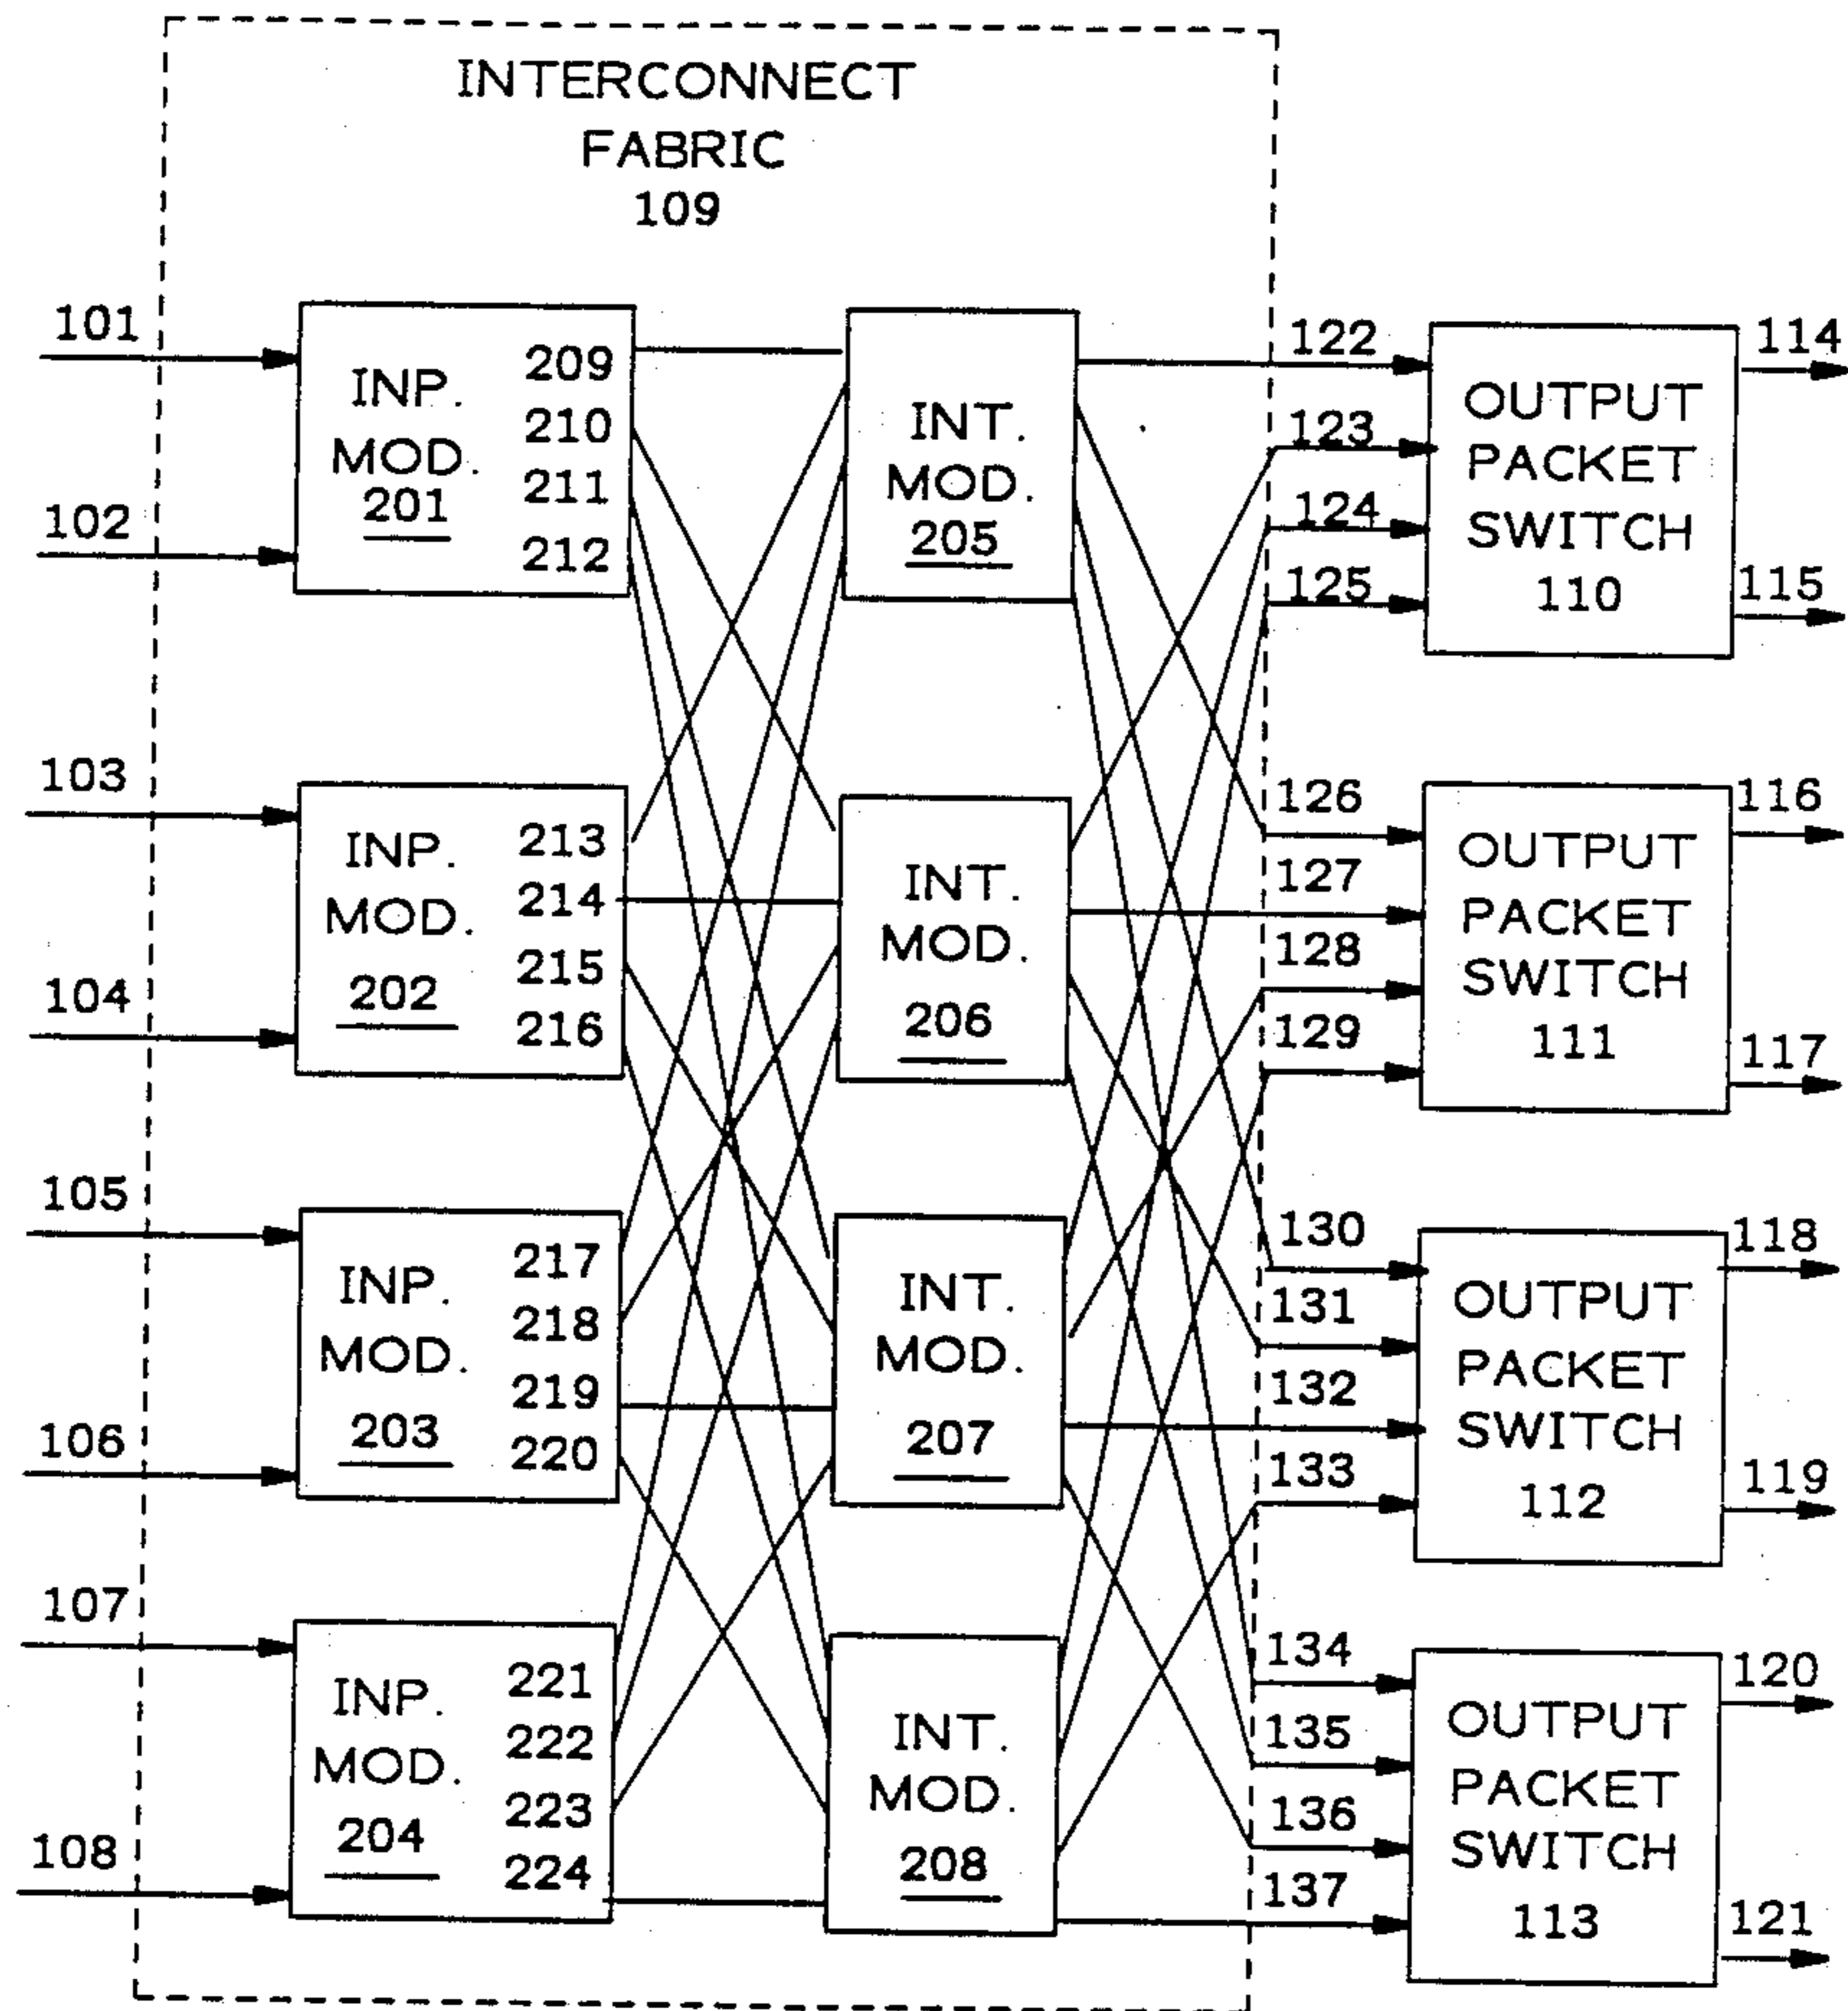 INTERCONNECT
FABRIC
109
101
102
INP.
MOD.
201
209
210
211
212
INT.
MOD.
205
122
123
124
125
OUTPUT
PACKET
SWITCH
110
114
115
103
104
INP.
MOD.
202
213
214
215
216
INT.
MOD.
206
126
127
128
129
OUTPUT
PACKET
SWITCH
111
116
117
105
106
INP.
MOD.
203
217
218
219
220
INT.
MOD.
207
130
131
132
133
OUTPUT
PACKET
SWITCH
112
118
119
107
108
INP.
MOD.
204
221
222
223
224
INT.
MOD.
208
134
135
136
137
OUTPUT
PACKET
SWITCH
113
120
121